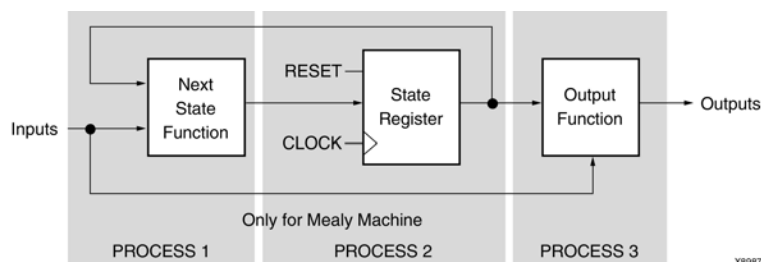 Inputs
Next
State
Function
RESET
CLOCK
State
Register
Output
Function
Outputs
Only for Mealy Machine
PROCESS 1
PROCESS 2
PROCESS 3
X8987